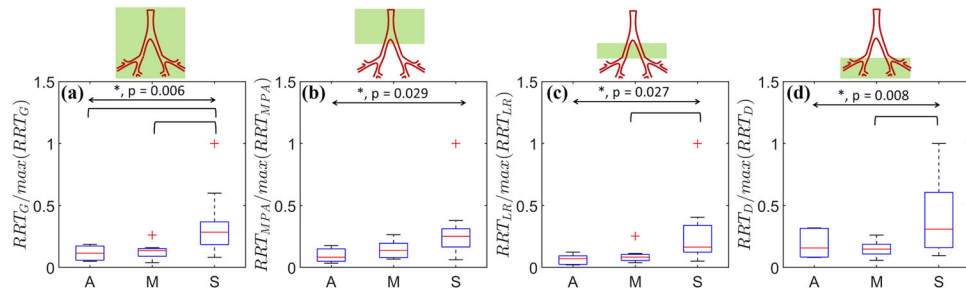 (a)
*, p = 0.006
RRT_G/max(RRT_G)
1.5
1
0.5
0
A M S
(b)
*, p = 0.029
RRT_MPA/max(RRT_MPA)
1.5
1
0.5
0
A M S
(c)
*, p = 0.027
RRT_LR/max(RRT_LR)
1.5
1
0.5
0
A M S
(d)
*, p = 0.008
RRT_D/max(RRT_D)
1.5
1
0.5
0
A M S